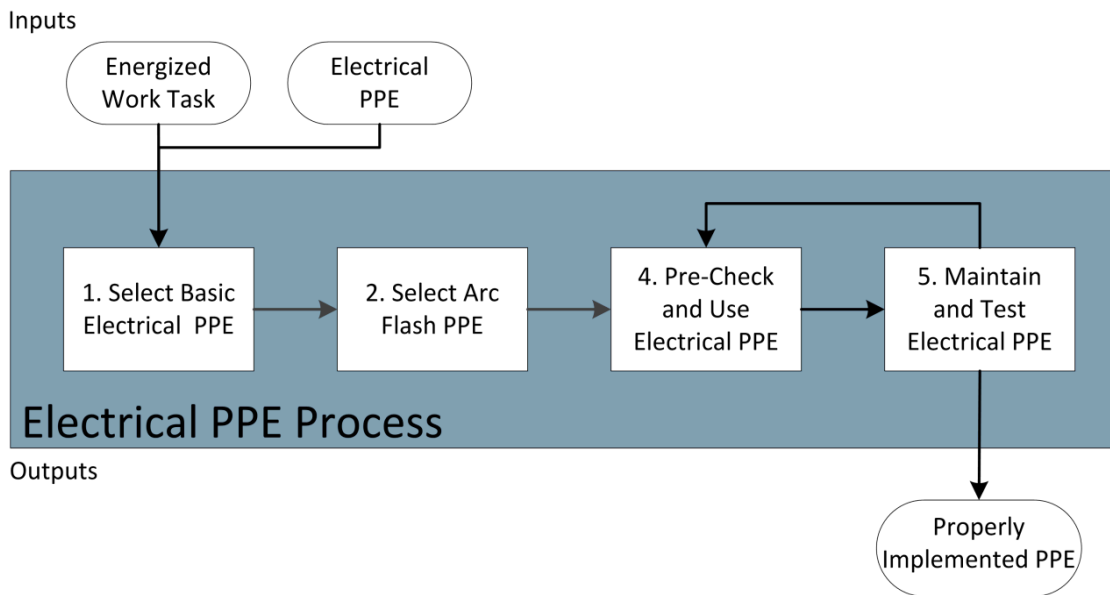 Inputs
Energized
Work Task
Electrical
PPE
1. Select Basic
Electrical PPE
2. Select Arc
Flash PPE
4. Pre-Check
and Use
Electrical PPE
5. Maintain
and Test
Electrical PPE
Electrical PPE Process
Outputs
Properly
Implemented PPE